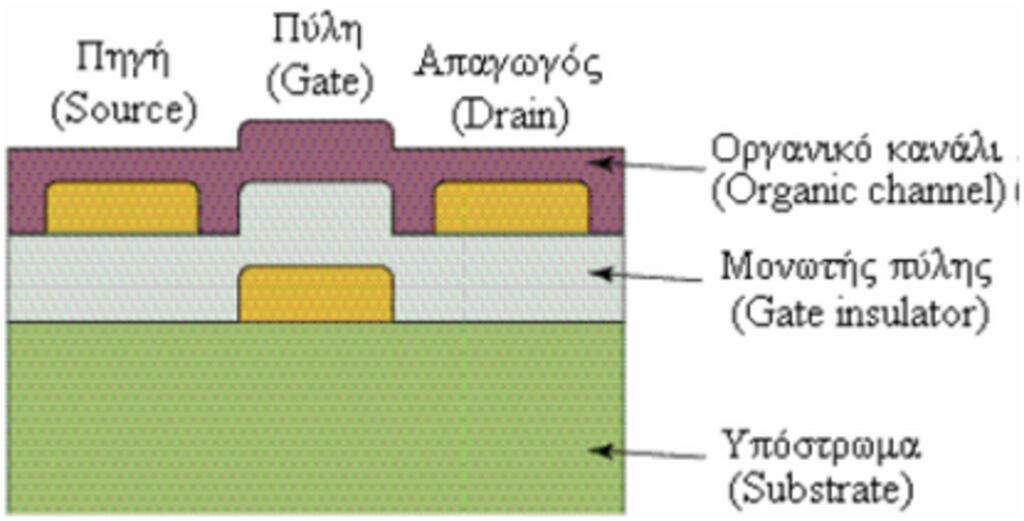 Πηγή
(Source)
Πύλη
(Gate)
Απαγωγός
(Drain)
Οργανικό κανάλι
(Organic channel)
Μονωτής πύλης
(Gate insulator)
Υπόστρωμα
(Substrate)